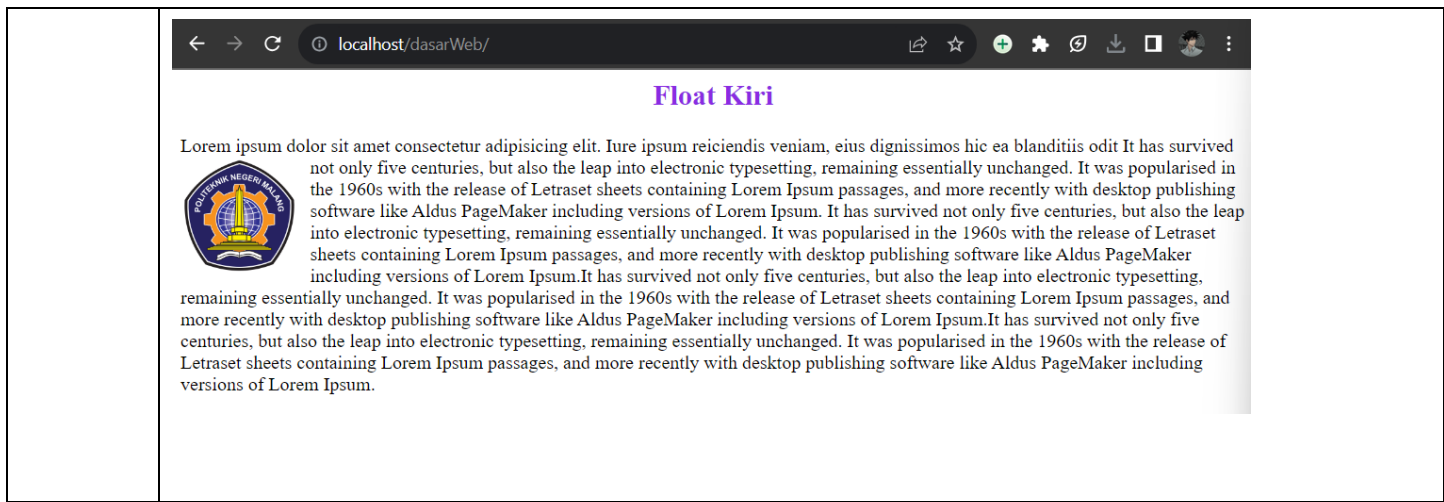 localhost/dasarWeb/
Float Kiri
Lorem ipsum dolor sit amet consectetur adipisicing elit. Iure ipsum reiciendis veniam, eius dignissimos hic ea blanditiis odit It has survived
not only five centuries, but also the leap into electronic typesetting, remaining essentially unchanged. It was popularised in
the 1960s with the release of Letraset sheets containing Lorem Ipsum passages, and more recently with desktop publishing
software like Aldus PageMaker including versions of Lorem Ipsum. It has survived not only five centuries, but also the leap
into electronic typesetting, remaining essentially unchanged. It was popularised in the 1960s with the release of Letraset
sheets containing Lorem Ipsum passages, and more recently with desktop publishing software like Aldus PageMaker
including versions of Lorem Ipsum.It has survived not only five centuries, but also the leap into electronic typesetting,
remaining essentially unchanged. It was popularised in the 1960s with the release of Letraset sheets containing Lorem Ipsum passages, and
more recently with desktop publishing software like Aldus PageMaker including versions of Lorem Ipsum.It has survived not only five
centuries, but also the leap into electronic typesetting, remaining essentially unchanged. It was popularised in the 1960s with the release of
Letraset sheets containing Lorem Ipsum passages, and more recently with desktop publishing software like Aldus PageMaker including
versions of Lorem Ipsum.
POLITEKNIK NEGERI MALANG